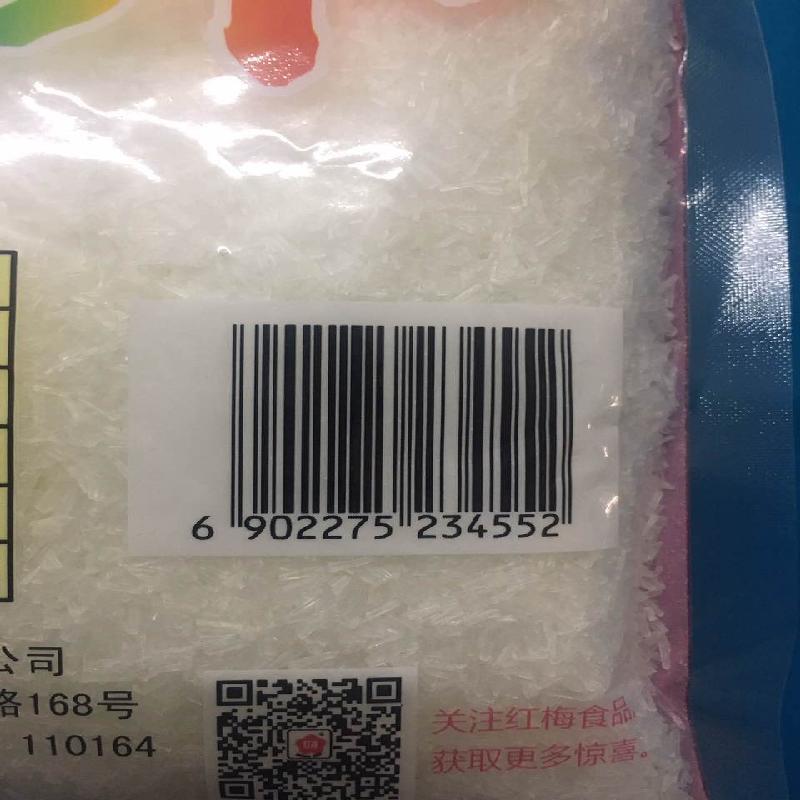 6 902275 234552
公司
路168号
110164
关注红梅食品,
获取更多惊喜。